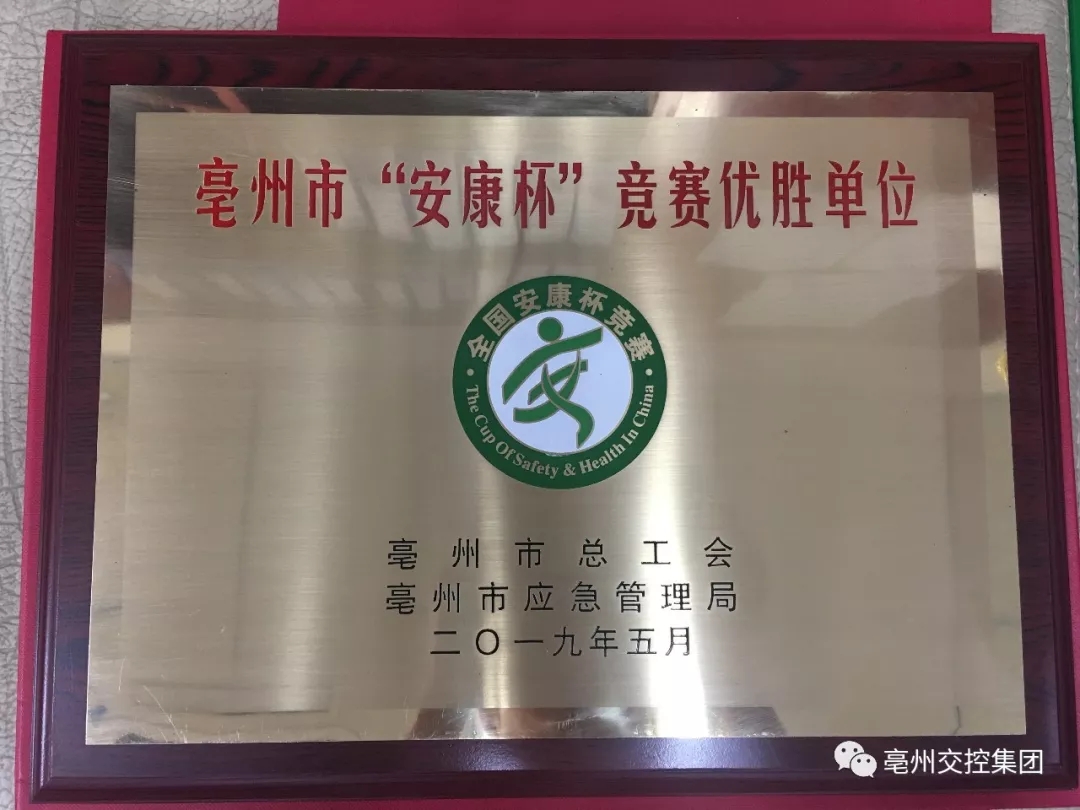 亳州市“安康杯”竞赛优胜单位
全国安康杯竞赛
The Cup Of Safety & Health In China
亳州市总工会
亳州市应急管理局
二〇一九年五月
亳州交控集团